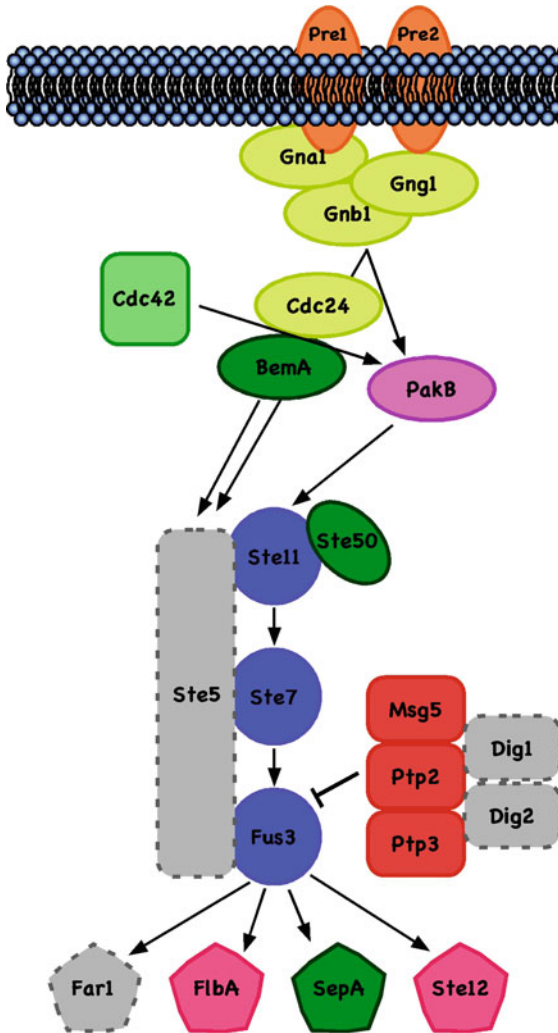 Pre1 Pre2
Gna1
Gng1
Gnb1
Cdc42
Cdc24
BemA
PakB
Ste50
Ste11
Ste5
Ste7
Msg5
Dig1
Ptp2
Dig2
Fus3
Ptp3
Far1 FlbA SepA Ste12